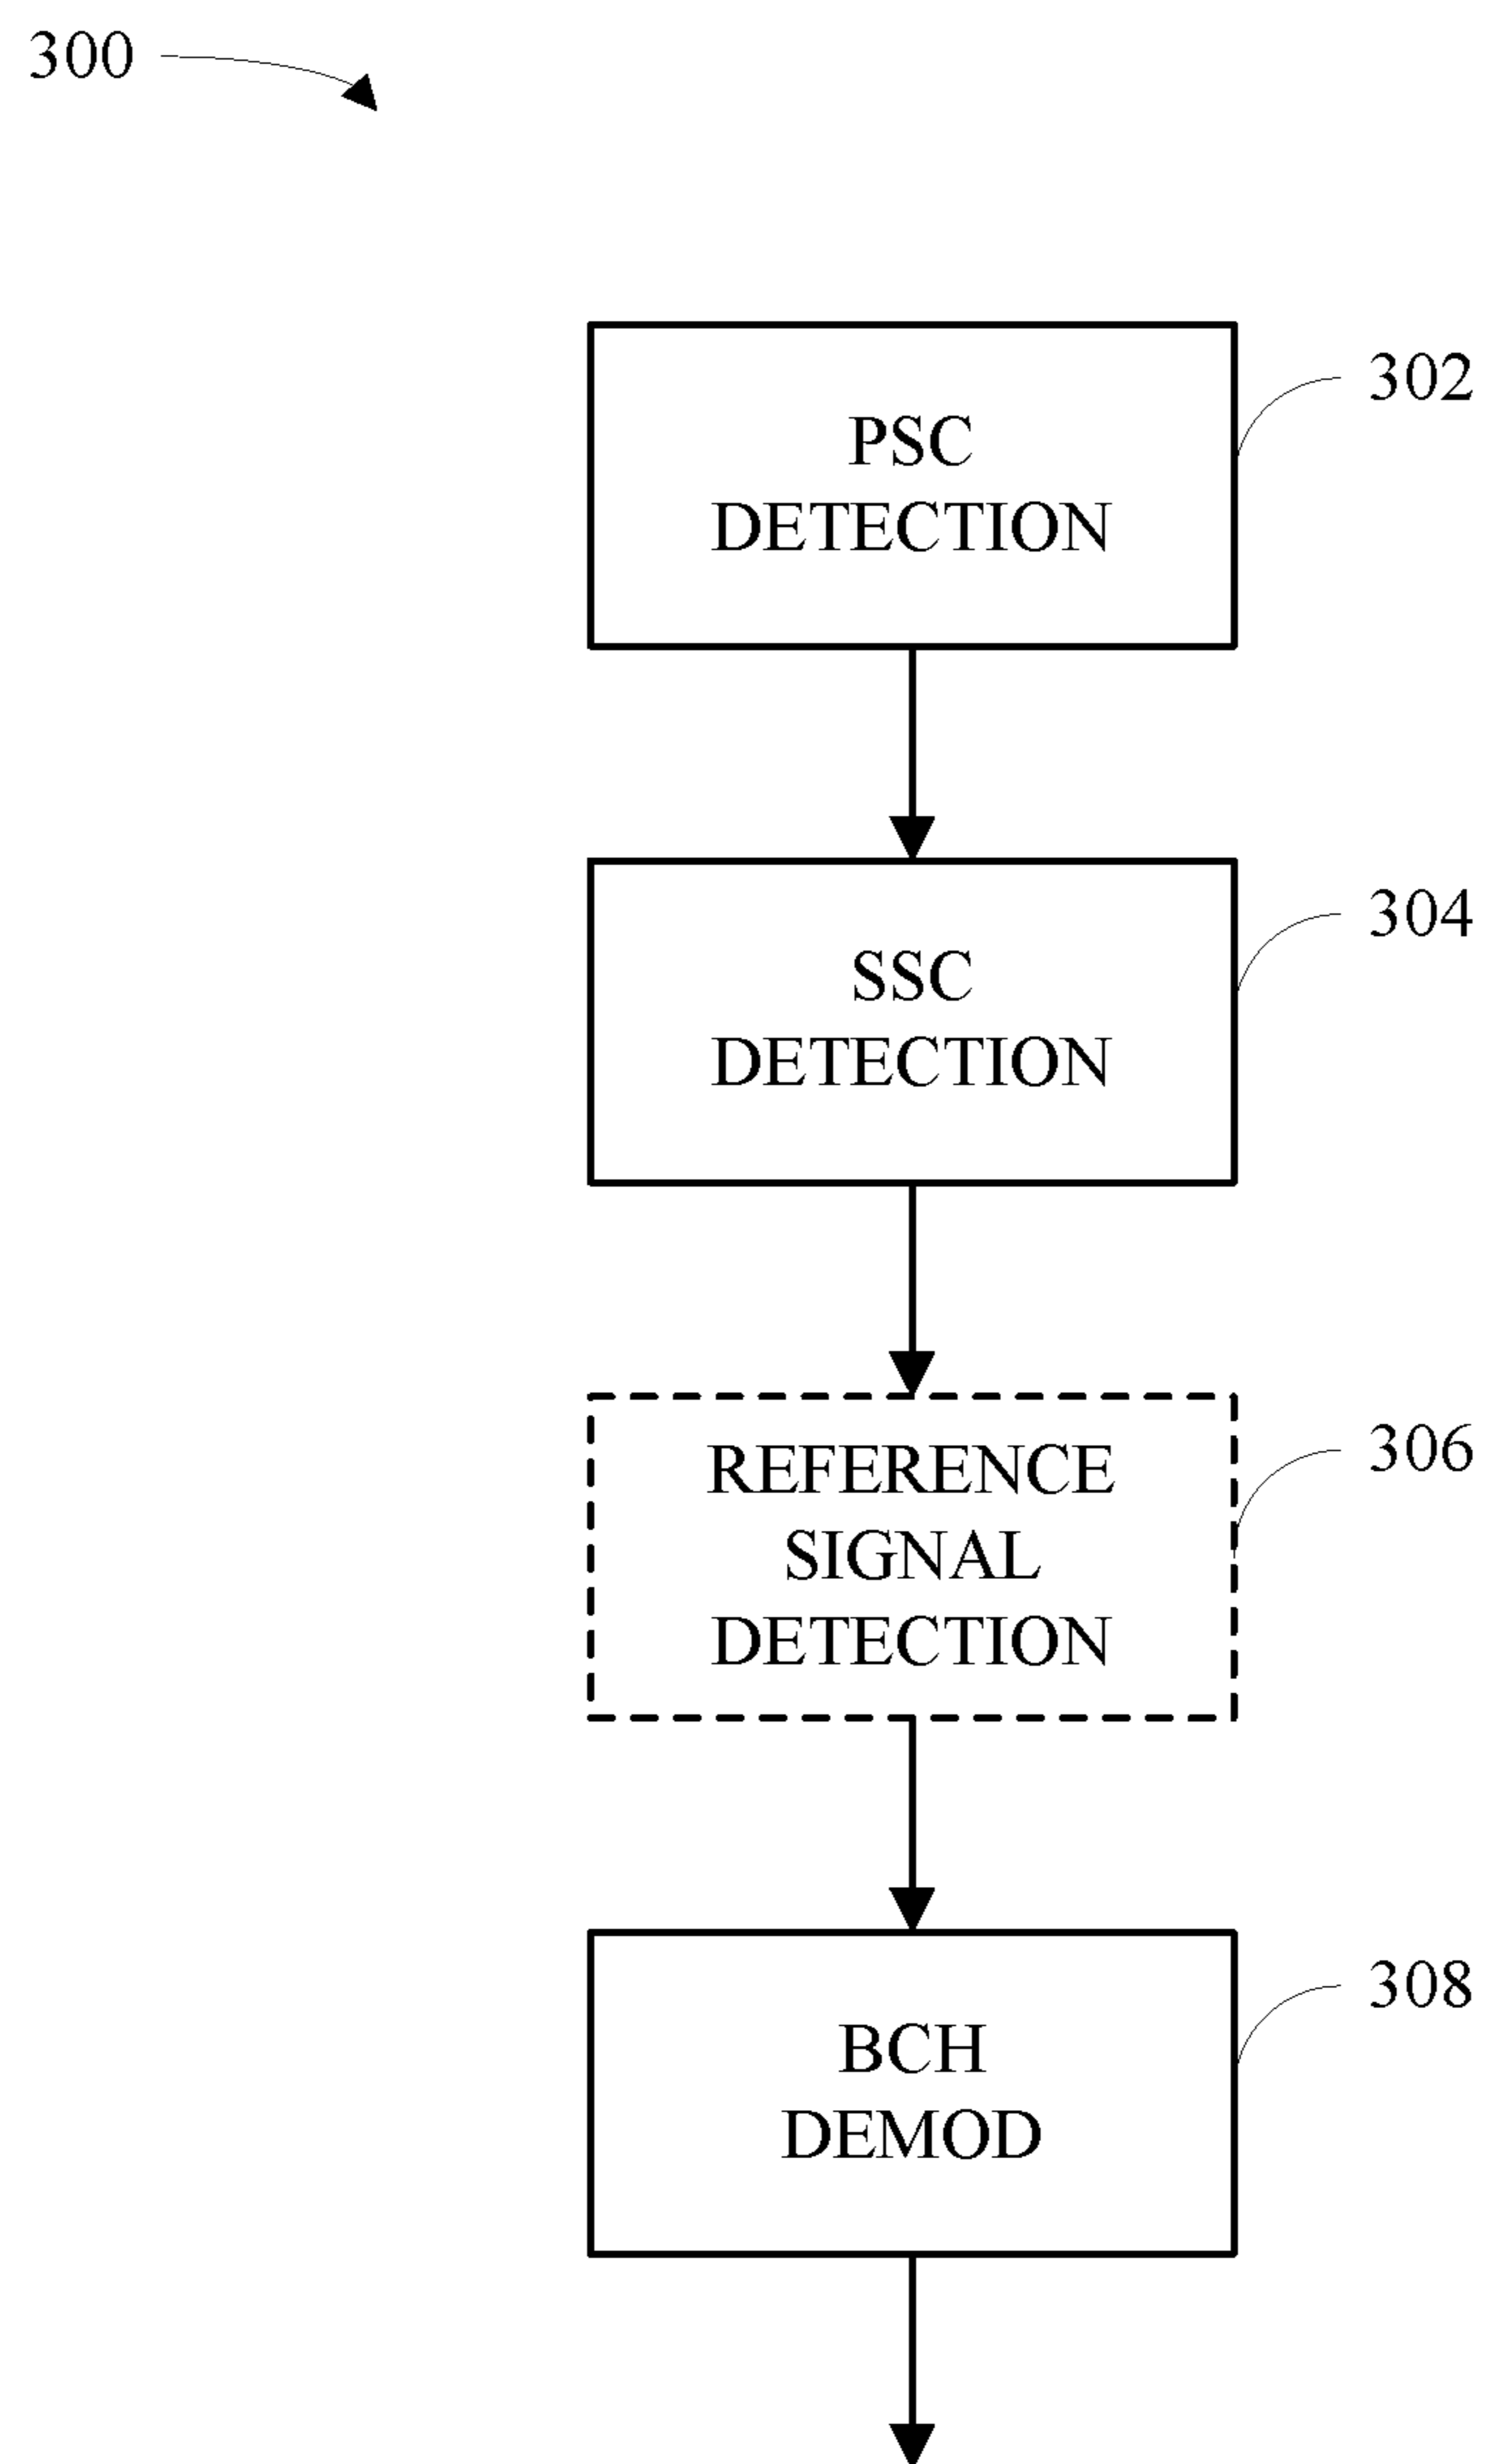 300
PSC
DETECTION
302
SSC
DETECTION
304
REFERENCE
SIGNAL
DETECTION
306
BCH
DEMOD
308